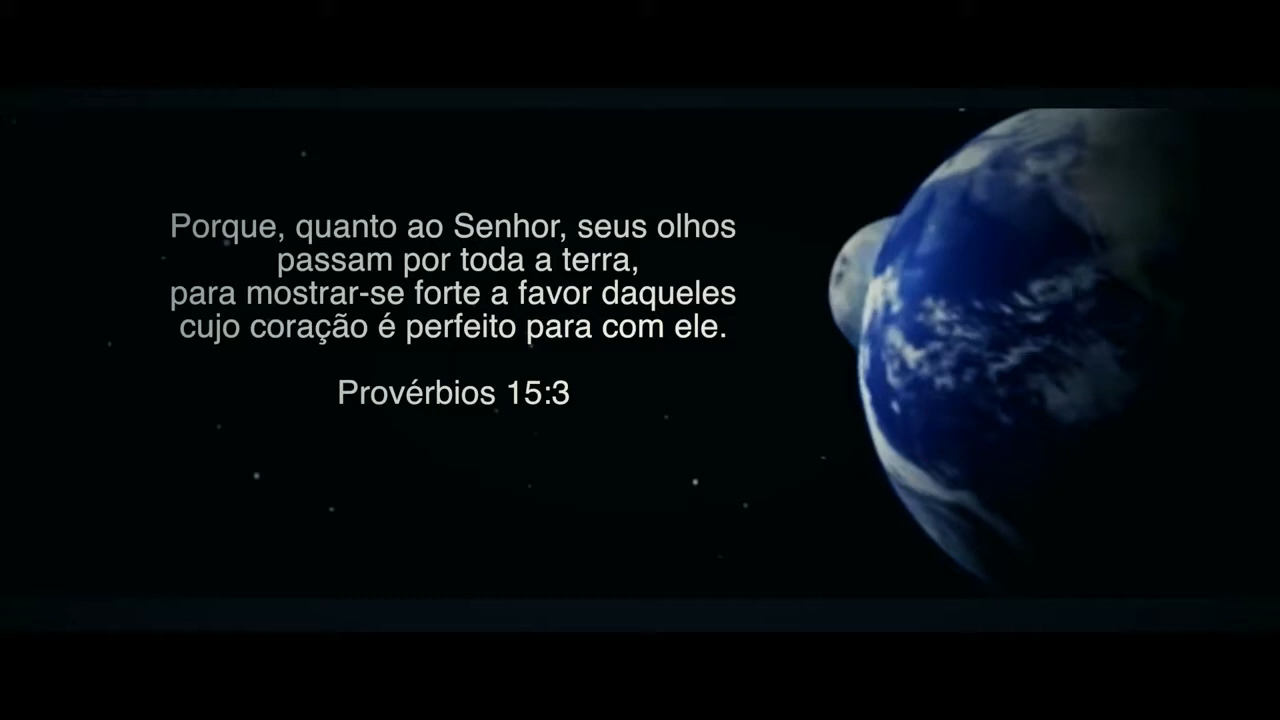 Porque, quanto ao Senhor, seus olhos
passam por toda a terra,
para mostrar-se forte a favor daqueles
cujo coração é perfeito para com ele.
Provérbios 15:3